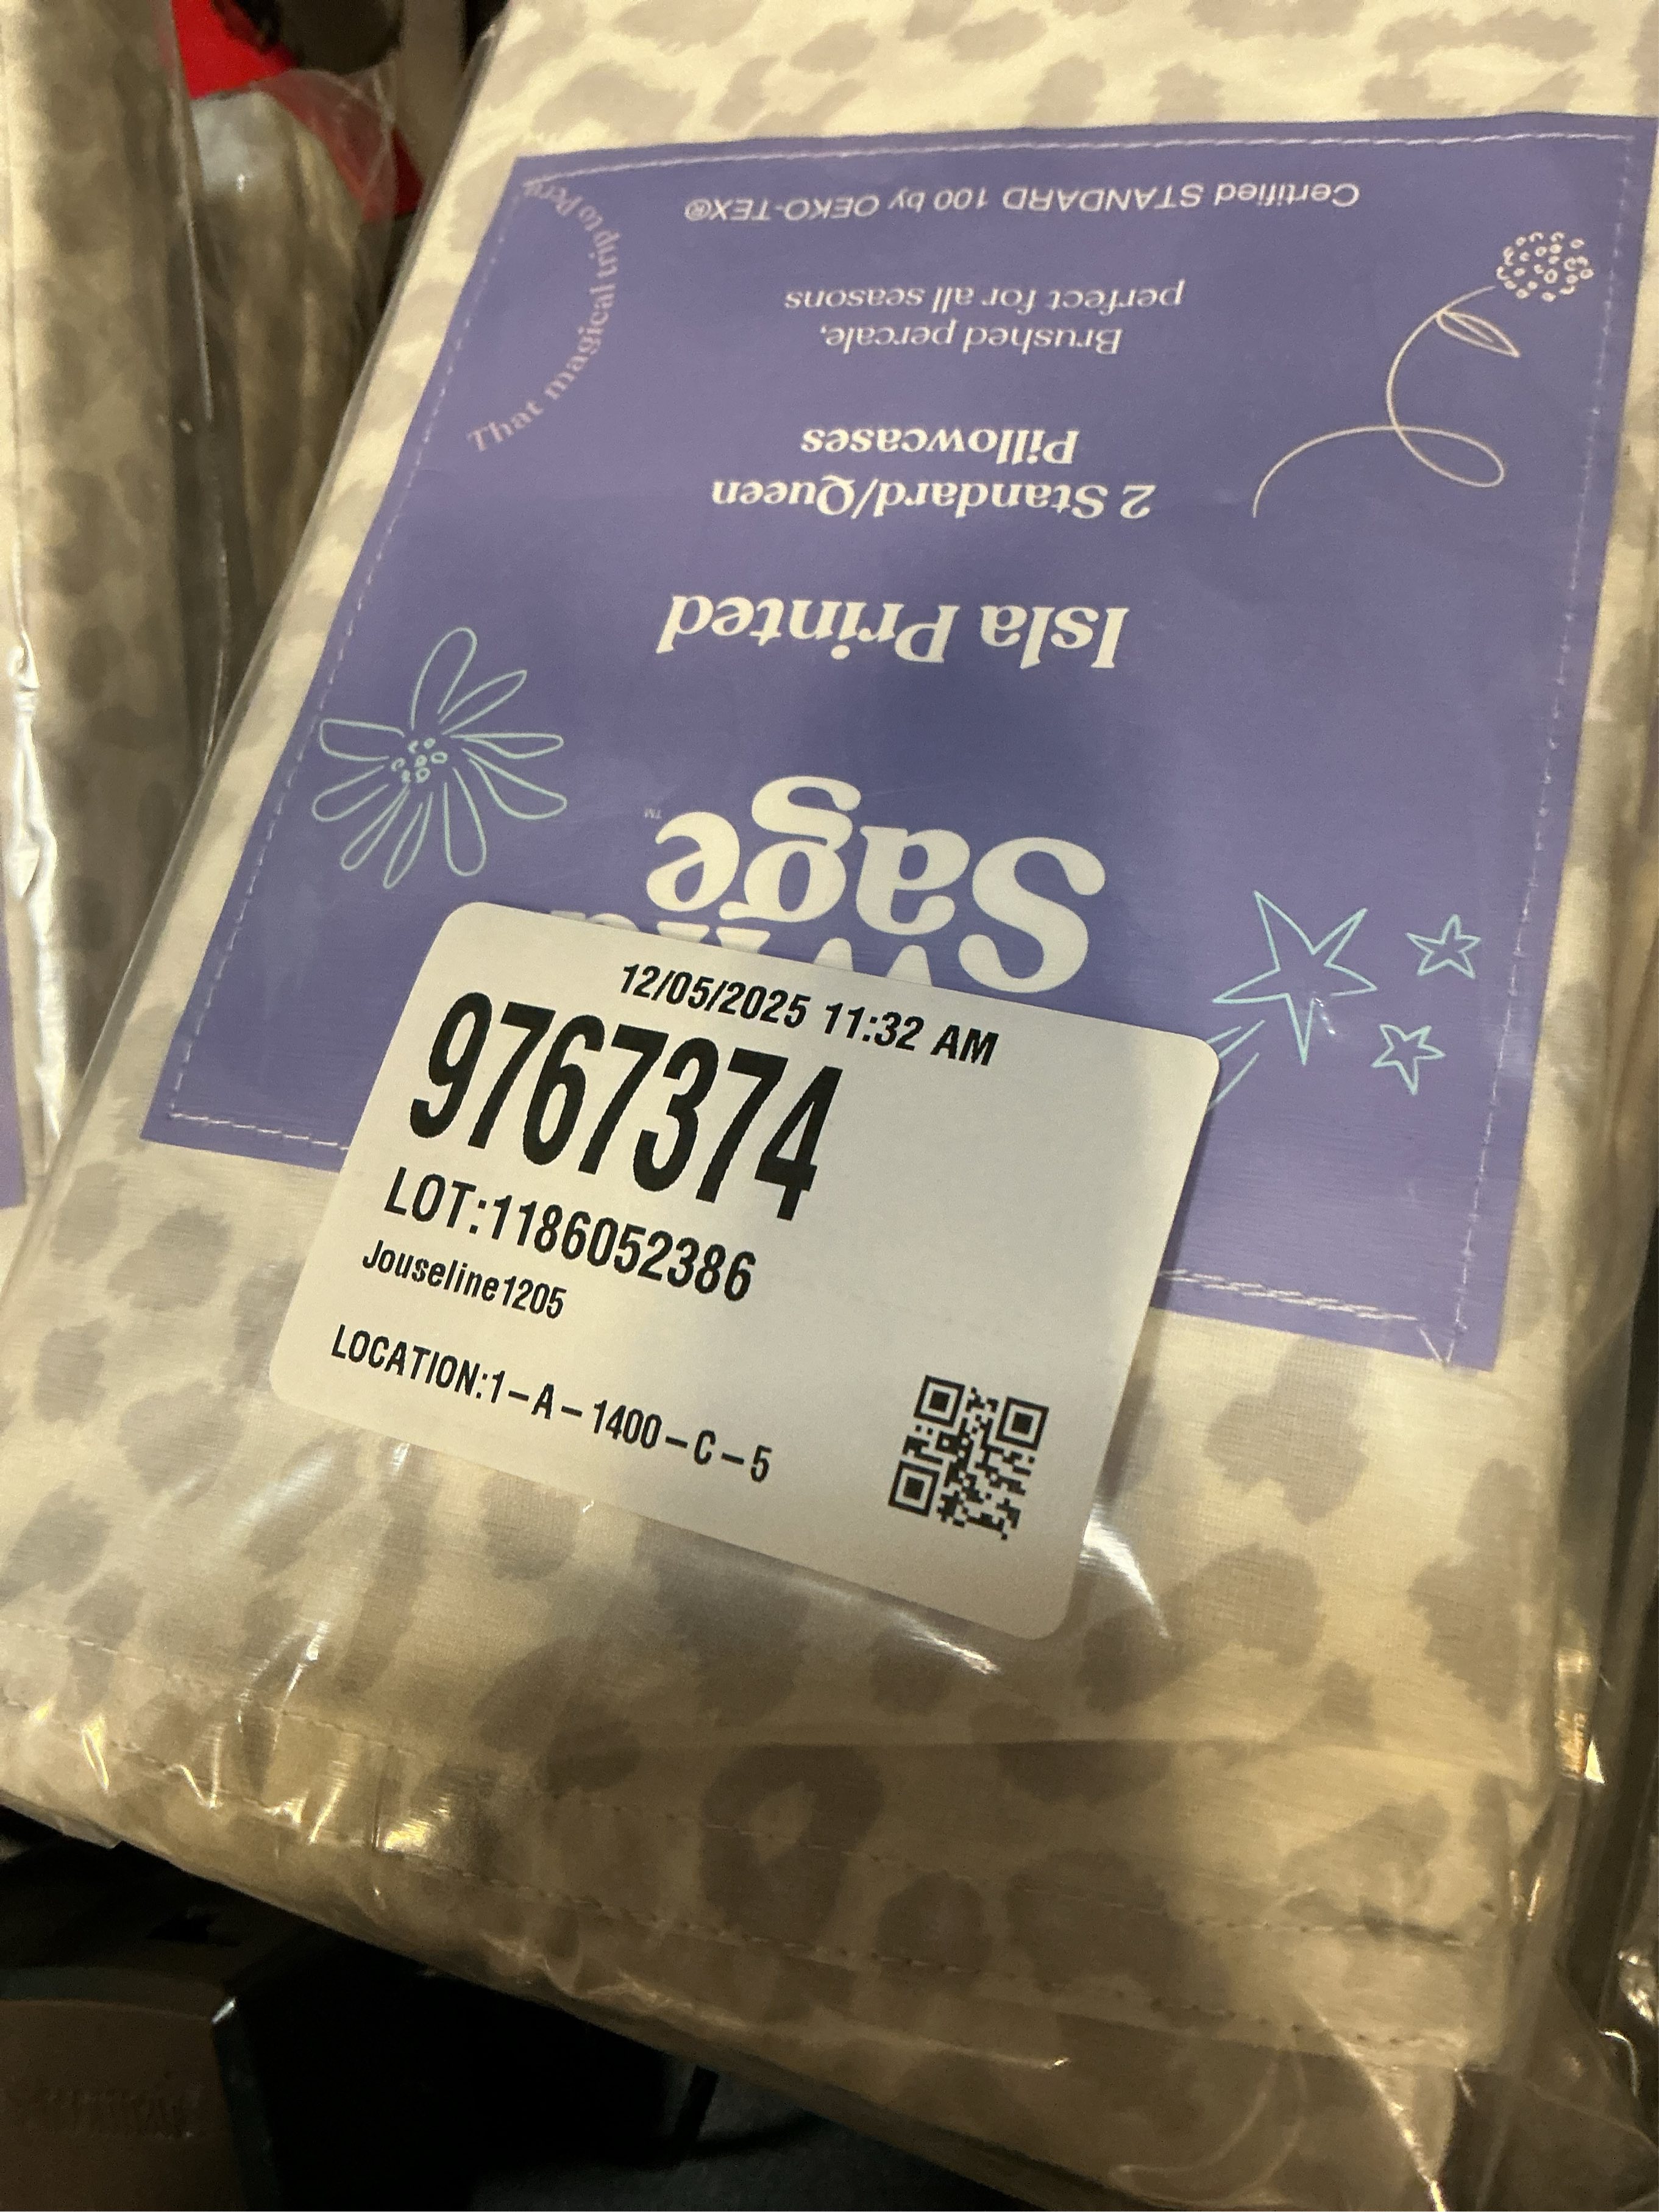 12/05/2025 11:32 AM
9767374
LOT:1186052386
Jouseline1205
LOCATION:1-A-1400-C-5
Sage™
Isla Printed
2 Standard/Queen
Pillowcases
Brushed percale,
perfect for all seasons
Certified STANDARD 100 by OEKO-TEX®
That magical trip to Peru